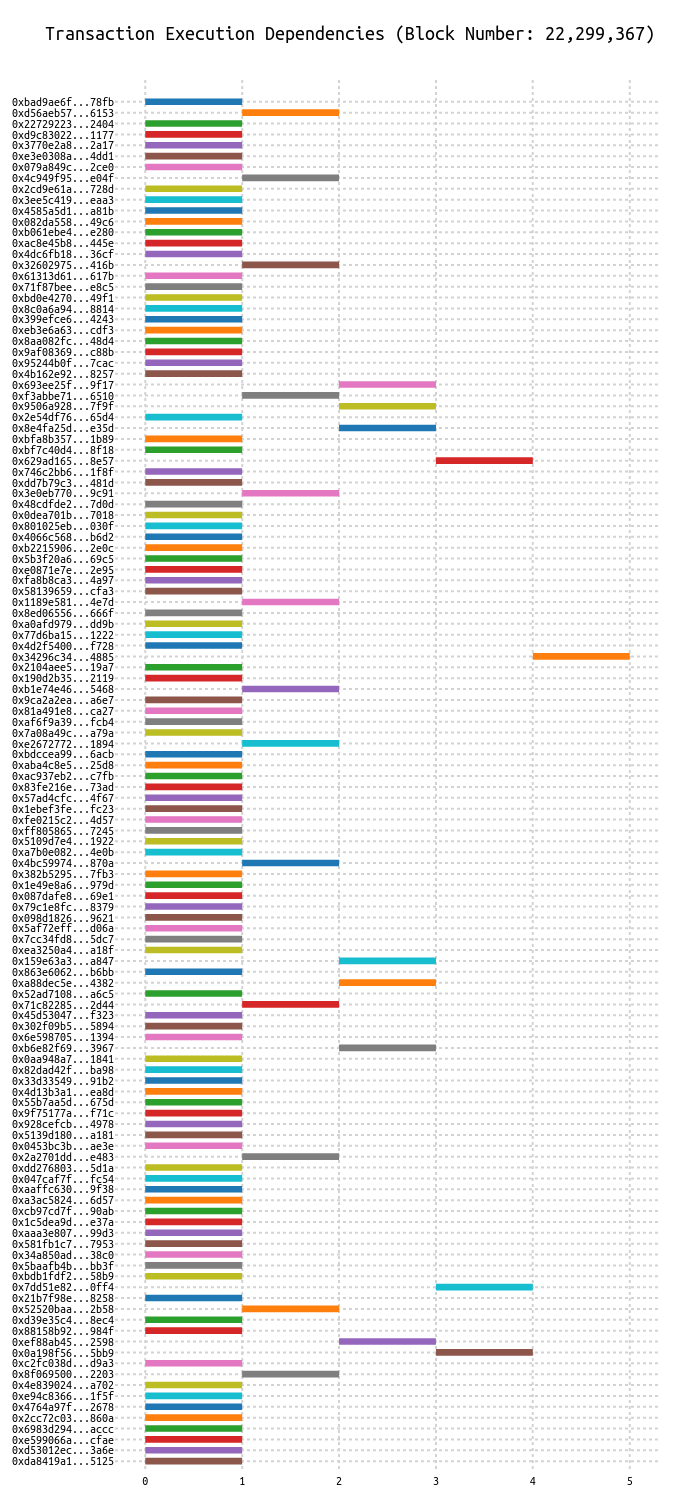 Transaction Execution Dependencies (Block Number: 22,299,367)
0xbad9ae6f...78fb
0xd56aeb57...6153
0x22729223...2404
0xd9c83022...1177
0x3770e2a8...2a17
0xe3e0308a...4dd1
0x079a849c...2ce0
0x4c949f95...e04f
0x2cd9e61a...728d
0x3ee5c419...eaa3
0x4585a5d1...a81b
0x082da558...49c6
0xb061ebe4...e280
0xac8e45b8...445e
0x4dc6fb18...36cf
0x32602975...416b
0x61313d61...617b
0x71f87bee...e8c5
0xbd0e4270...49f1
0x8c0a6a94...8814
0x399efce6...4243
0xeb3e6a63...cdf3
0x8aa082fc...48d4
0x9af08369...c88b
0x95244b0f...7cac
0x4b162e92...8257
0x693ee25f...9f17
0xf3abbe71...6510
0x9506a928...7f9f
0x2e54df76...65d4
0x8e4fa25d...e35d
0xbfa8b357...1b89
0xbf7c40d4...8f18
0x629ad165...8e57
0x746c2bb6...1f8f
0xdd7b79c3...481d
0x3e0eb770...9c91
0x48cdfde2...7d0d
0x0dea701b...7018
0x801025eb...030f
0x4066c568...b6d2
0xb2215906...2e0c
0x5b3f20a6...69c5
0xe0871e7e...2e95
0xfa8b8ca3...4a97
0x58139659...cfa3
0x1189e581...4e7d
0x8ed06556...666f
0xa0afd979...dd9b
0x77d6ba15...1222
0x4d2f5400...f728
0x34296c34...4885
0x2104aee5...19a7
0x190d2b35...2119
0xb1e74e46...5468
0x9ca2a2ea...a6e7
0x81a491e8...ca27
0xaf6f9a39...fcb4
0x7a08a49c...a79a
0xe2672772...1894
0xbdccea99...6acb
0xaba4c8e5...25d8
0xac937eb2...c7fb
0x83fe216e...73ad
0x57ad4cfc...4f67
0x1ebef3fe...fc23
0xfe0215c2...4d57
0xff805865...7245
0x5109d7e4...1922
0xa7b0e082...4e0b
0x4bc59974...870a
0x382b5295...7fb3
0x1e49e8a6...979d
0x087dafe8...69e1
0x79c1e8fc...8379
0x098d1826...9621
0x5af72eff...d06a
0x7cc34fd8...5dc7
0xea3250a4...a18f
0x159e63a3...a847
0x863e6062...b6bb
0xa88dec5e...4382
0x52ad7108...a6c5
0x71c82285...2d44
0x45d53047...f323
0x302f09b5...5894
0x6e598705...1394
0xb6e82f69...3967
0x0aa948a7...1841
0x82dad42f...ba98
0x33d33549...91b2
0x4d13b3a1...ea8d
0x55b7aa5d...675d
0x9f75177a...f71c
0x928cefcb...4978
0x5139d180...a181
0x0453bc3b...ae3e
0x2a2701dd...e483
0xdd276803...5d1a
0x047caf7f...fc54
0xaaffc630...9f38
0xa3ac5824...6d57
0xcb97cd7f...90ab
0x1c5dea9d...e37a
0xaaa3e807...99d3
0x581fb1c7...7953
0x34a850ad...38c0
0x5baafb4b...bb3f
0xbdb1fdf2...58b9
0x7dd51e82...0ff4
0x21b7f98e...8258
0x52520baa...2b58
0xd39e35c4...8ec4
0x88158b92...984f
0xef88ab45...2598
0x0a198f56...5bb9
0xc2fc038d...d9a3
0x8f069500...2203
0x4e839024...a702
0xe94c8366...1f5f
0x4764a97f...2678
0x2cc72c03...860a
0x6983d294...accc
0xe599066a...cfae
0xd53012ec...3a6e
0xda8419a1...5125
0 1 2 3 4 5